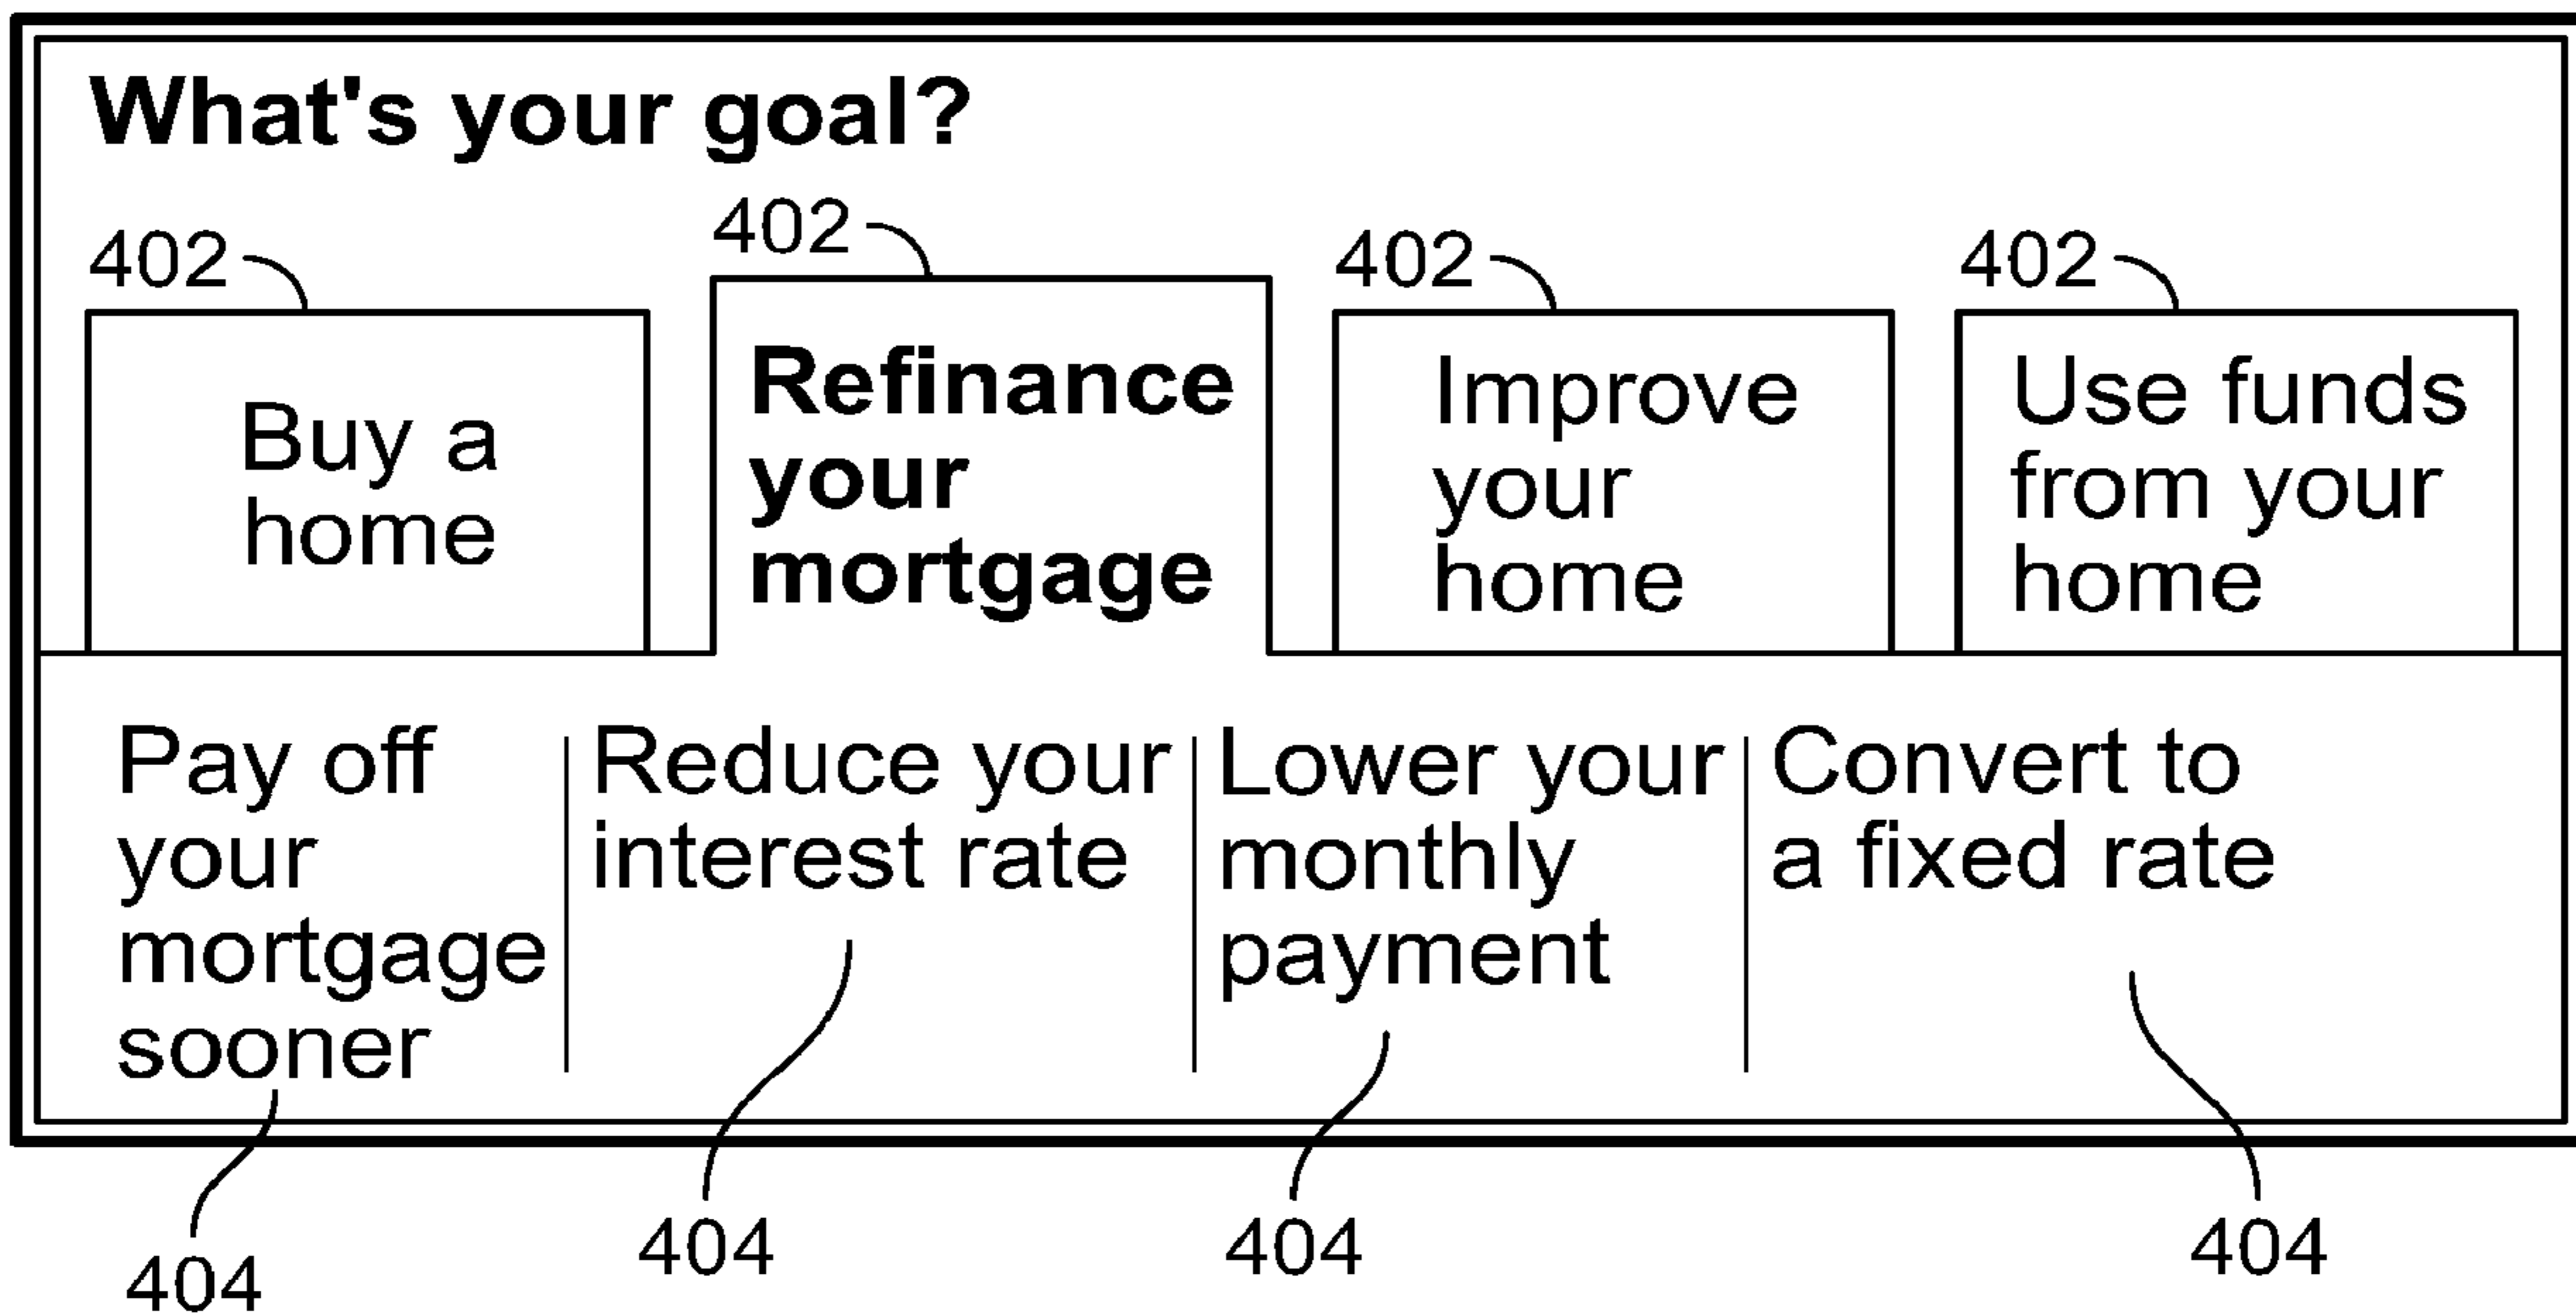 What's your goal?
402
402
402
402
Buy a
home
Refinance
your
mortgage
Improve
your
home
Use funds
from your
home
Pay off
your
mortgage
sooner
Reduce your
interest rate
Lower your
monthly
payment
Convert to
a fixed rate
404
404
404
404